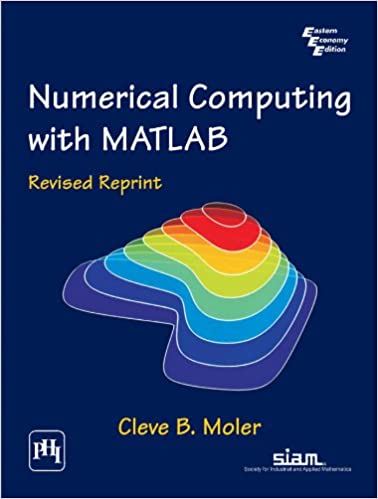 Eastern
Economy
Edition
Numerical Computing
with MATLAB
Revised Reprint
Cleve B. Moler
PHI
siam
Society for Industrial and Applied Mathematics